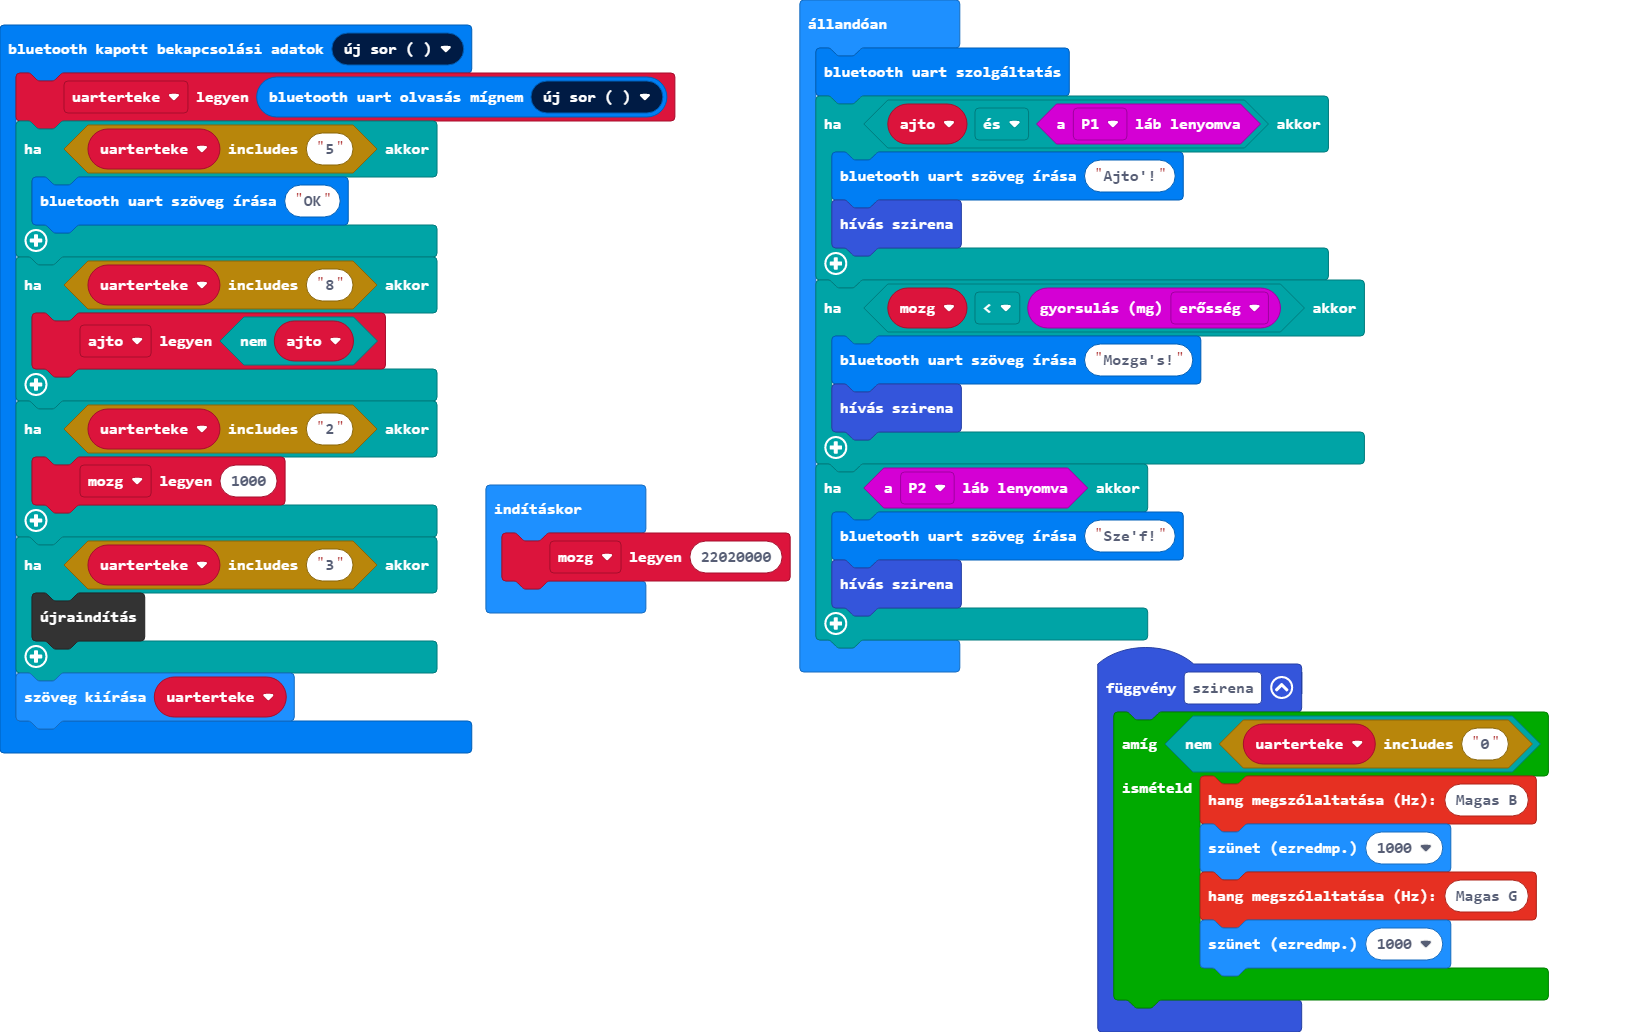 bluetooth kapott bekapcsolási adatok új sor ( )
uarterteke legyen bluetooth uart olvasás mígnem új sor ( )
ha uarterteke includes "5" akkor
bluetooth uart szöveg írása "OK"
ha uarterteke includes "8" akkor
ajto legyen nem ajto
ha uarterteke includes "2" akkor
mozg legyen 1000
ha uarterteke includes "3" akkor
újraindítás
szöveg kiírása uarterteke
indításkor
mozg legyen 22020000
állandóan
bluetooth uart szolgáltatás
ha ajto és a P1 láb lenyomva akkor
bluetooth uart szöveg írása "Ajto'!"
hívás szirena
ha mozg < gyorsulás (mg) erősség akkor
bluetooth uart szöveg írása "Mozga's!"
hívás szirena
ha a P2 láb lenyomva akkor
bluetooth uart szöveg írása "Sze'f!"
hívás szirena
függvény szirena
amíg nem uarterteke includes "0"
ismételd
hang megszólaltatása (Hz): Magas B
szünet (ezredmp.) 1000
hang megszólaltatása (Hz): Magas G
szünet (ezredmp.) 1000